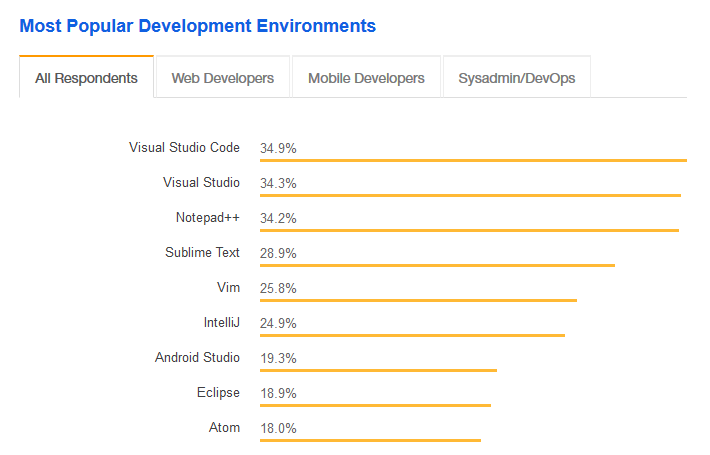 Most Popular Development Environments
All Respondents Web Developers Mobile Developers Sysadmin/DevOps
Visual Studio Code 34.9%
Visual Studio 34.3%
Notepad++ 34.2%
Sublime Text 28.9%
Vim 25.8%
IntelliJ 24.9%
Android Studio 19.3%
Eclipse 18.9%
Atom 18.0%